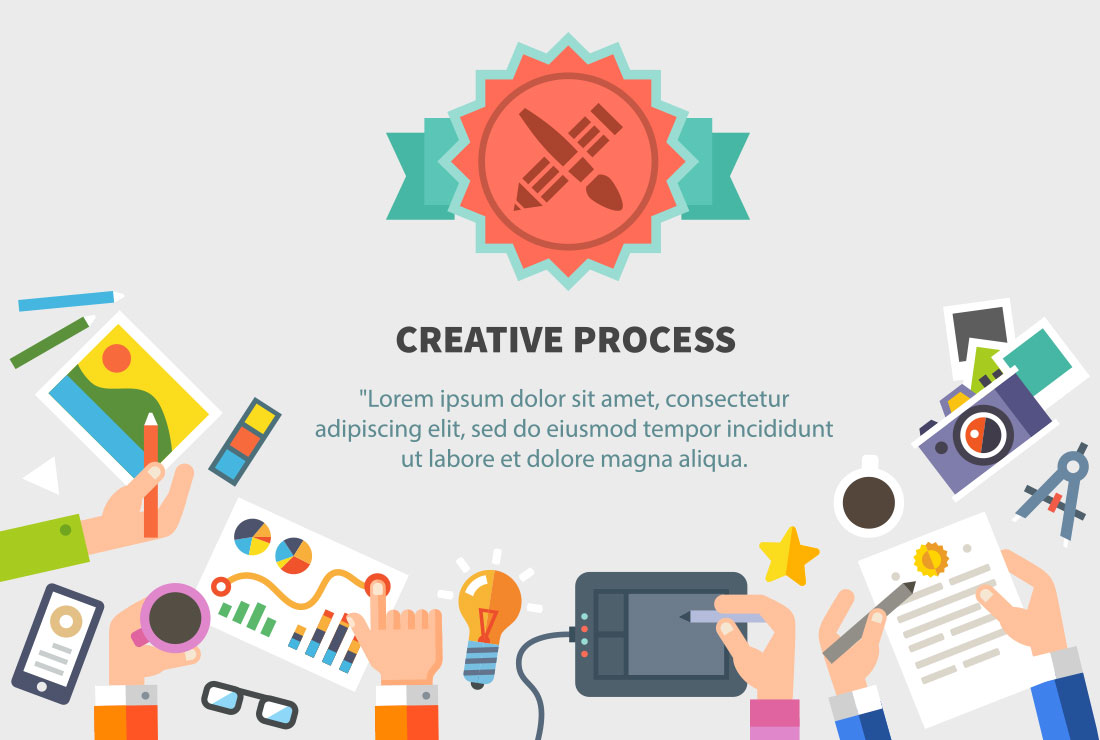 CREATIVE PROCESS
"Lorem ipsum dolor sit amet, consectetur
adipiscing elit, sed do eiusmod tempor incididunt
ut labore et dolore magna aliqua.